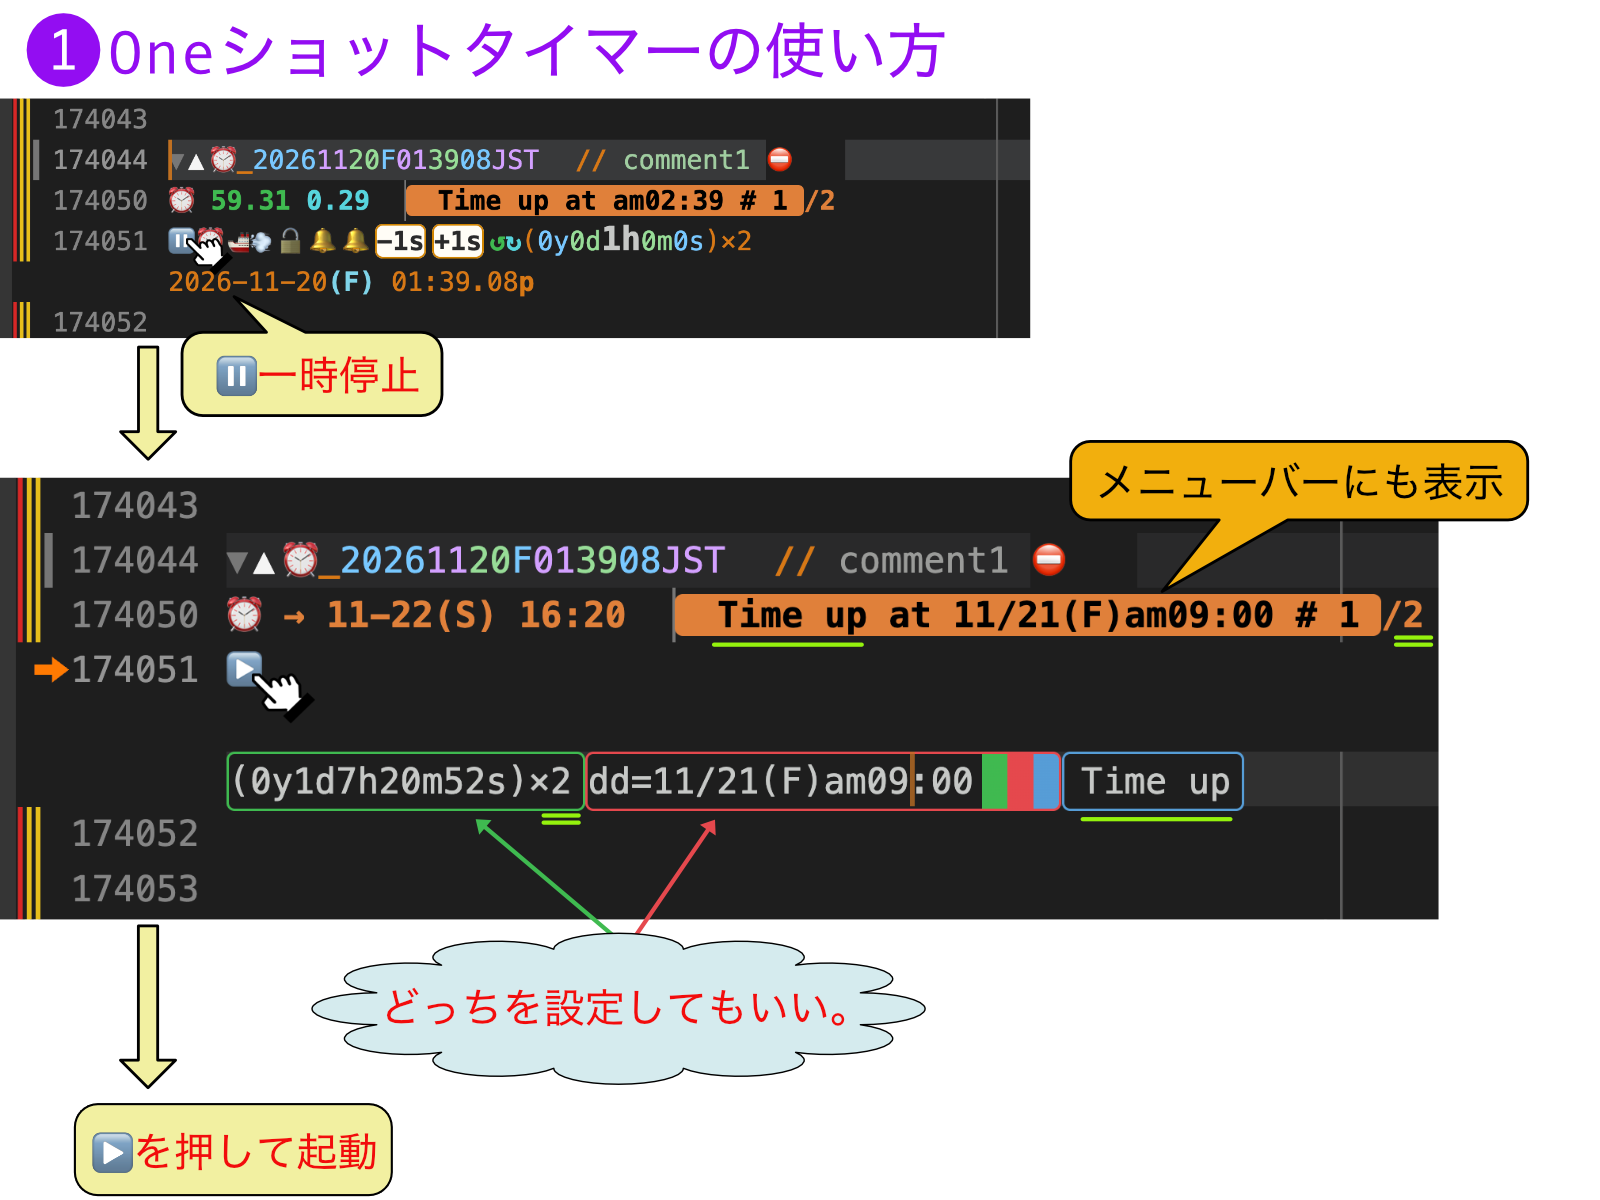 ❶Oneショットタイマーの使い方
174043
174044 ▼▲⏰_20261120F013908JST // comment1 ⛔
174050 ⏰ 59.31 0.29 Time up at am02:39 # 1 /2
174051 ⏸⏰🚢💨🔓🔔🔔 −1s +1s ↺↻(0y0d1h0m0s)×2
2026−11−20(F) 01:39.08p
174052
⏸一時停止
メニューバーにも表示
174043
174044 ▼▲⏰_20261120F013908JST // comment1 ⛔
174050 ⏰ → 11−22(S) 16:20 Time up at 11/21(F)am09:00 # 1 /2
174051 ▶
(0y1d7h20m52s)×2 dd=11/21(F)am09:00 Time up
174052
174053
どっちを設定してもいい。
▶を押して起動